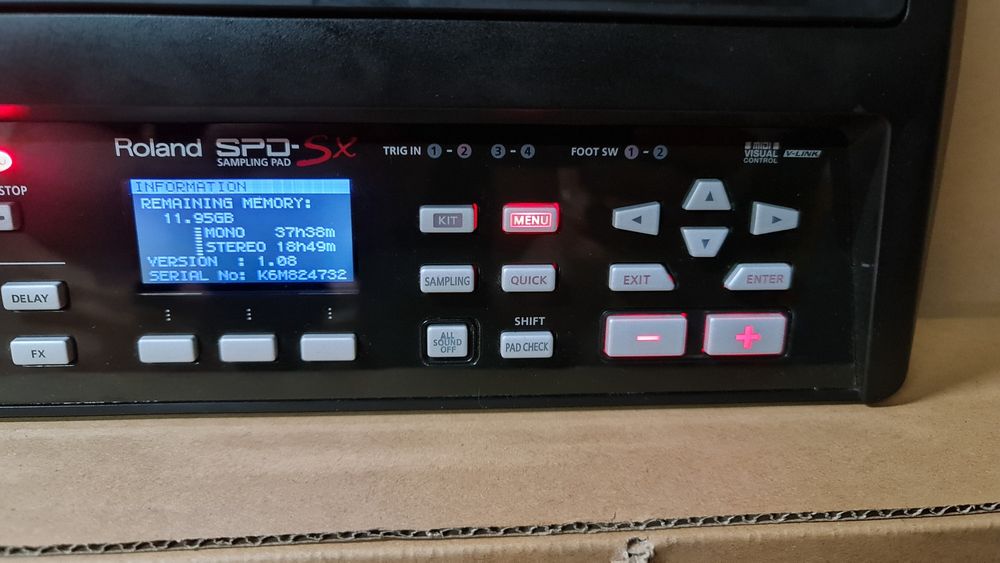 Roland SPD-SX
SAMPLING PAD
TRIG IN 1-2 3-4 FOOT SW 1-2
MIDI
VISUAL
CONTROL
V-LINK
STOP
INFORMATION
REMAINING MEMORY:
11.95GB
MONO 37h38m
STEREO 18h49m
VERSION : 1.08
SERIAL No: K6M824732
KIT
MENU
SAMPLING
QUICK
EXIT
ENTER
DELAY
FX
ALL
SOUND
OFF
SHIFT
PAD CHECK
- +